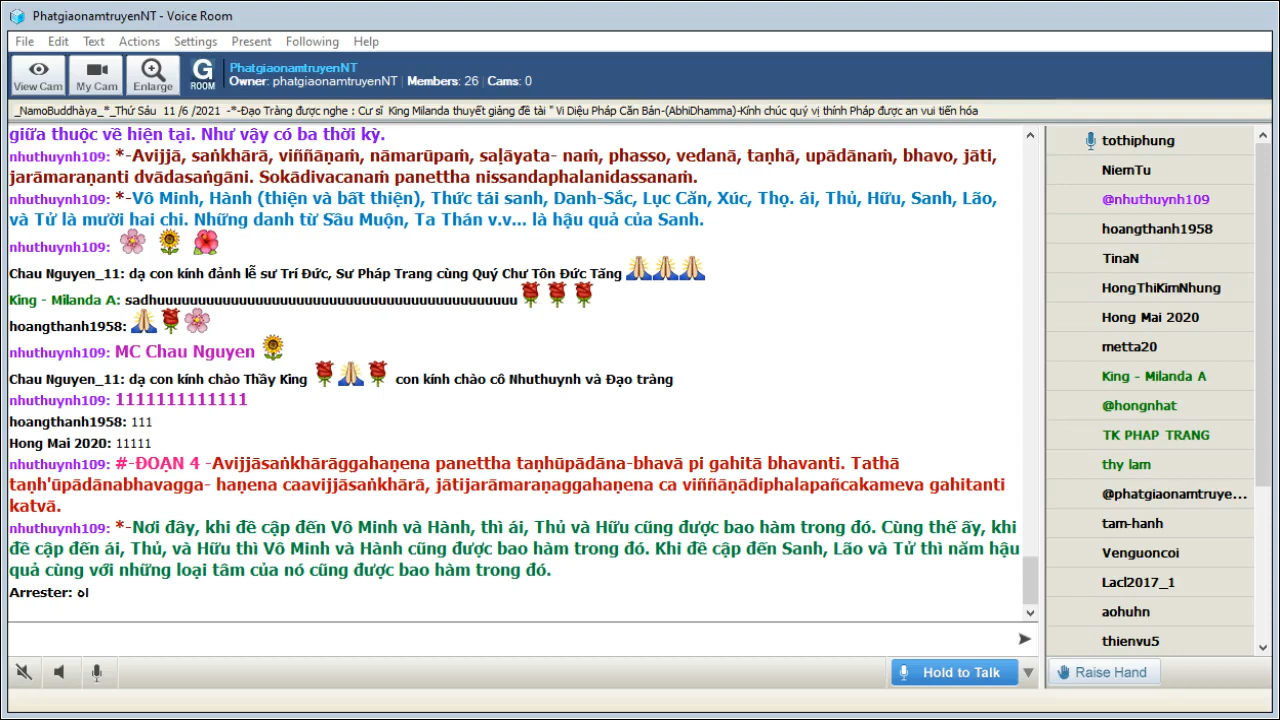 PhatgiaonamtruyenNT - Voice Room
File Edit Text Actions Settings Present Following Help
View Cam My Cam Enlarge G ROOM
PhatgiaonamtruyenNT
Owner: phatgiaonamtruyenNT | Members: 26 | Cams: 0
_NamoBuddhàya_*_Thứ Sáu 11 /6 /2021 -*-Đạo Tràng được nghe : Cư sĩ King Milanda thuyết giảng đề tài " Vi Diệu Pháp Căn Bản-(AbhiDhamma)-Kính chúc quý vị thính Pháp được an vui tiến hóa
giữa thuộc về hiện tại. Như vậy có ba thời kỳ.
nhuthuynh109: *-Avijjā, saṅkhārā, viññāṇaṁ, nāmarūpaṁ, saḷāyata- naṁ, phasso, vedanā, taṇhā, upādānaṁ, bhavo, jāti,
jarāmaraṇanti dvādasaṅgāni. Sokādivacanaṁ panettha nissandaphalanidassanaṁ.
nhuthuynh109: *-Vô Minh, Hành (thiện và bất thiện), Thức tái sanh, Danh-Sắc, Lục Căn, Xúc, Thọ. ái, Thủ, Hữu, Sanh, Lão,
và Tử là mười hai chi. Những danh từ Sầu Muộn, Ta Thán v.v... là hậu quả của Sanh.
nhuthuynh109:
Chau Nguyen_11: dạ con kính đảnh lễ sư Trí Đức, Sư Pháp Trang cùng Quý Chư Tôn Đức Tăng
King - Milanda A: sadhuuuuuuuuuuuuuuuuuuuuuuuuuuuuuuuuuuuuuuuuuuuu
hoangthanh1958:
nhuthuynh109: MC Chau Nguyen
Chau Nguyen_11: dạ con kính chào Thầy King con kính chào cô Nhuthuynh và Đạo tràng
nhuthuynh109: 1111111111111
hoangthanh1958: 111
Hong Mai 2020: 11111
nhuthuynh109: #-ĐOẠN 4 -Avijjāsaṅkhārāggahaṇena panettha taṇhūpādāna-bhavā pi gahitā bhavanti. Tathā
taṇh'ūpādānabhavagga- haṇena caavijjāsaṅkhārā, jātijarāmaraṇaggahaṇena ca viññāṇādiphalapañcakameva gahitanti
katvā.
nhuthuynh109: *-Nơi đây, khi đề cập đến Vô Minh và Hành, thì ái, Thủ và Hữu cũng được bao hàm trong đó. Cùng thế ấy, khi
đề cập đến ái, Thủ, và Hữu thì Vô Minh và Hành cũng được bao hàm trong đó. Khi đề cập đến Sanh, Lão và Tử thì năm hậu
quả cùng với những loại tâm của nó cũng được bao hàm trong đó.
Arrester: اه
Hold to Talk
tothiphung
NiemTu
@nhuthuynh109
hoangthanh1958
TinaN
HongThiKimNhung
Hong Mai 2020
metta20
King - Milanda A
@hongnhat
TK PHAP TRANG
thy lam
@phatgiaonamtruye...
tam-hanh
Venguoncoi
Lacl2017_1
aohuhn
thienvu5
Raise Hand